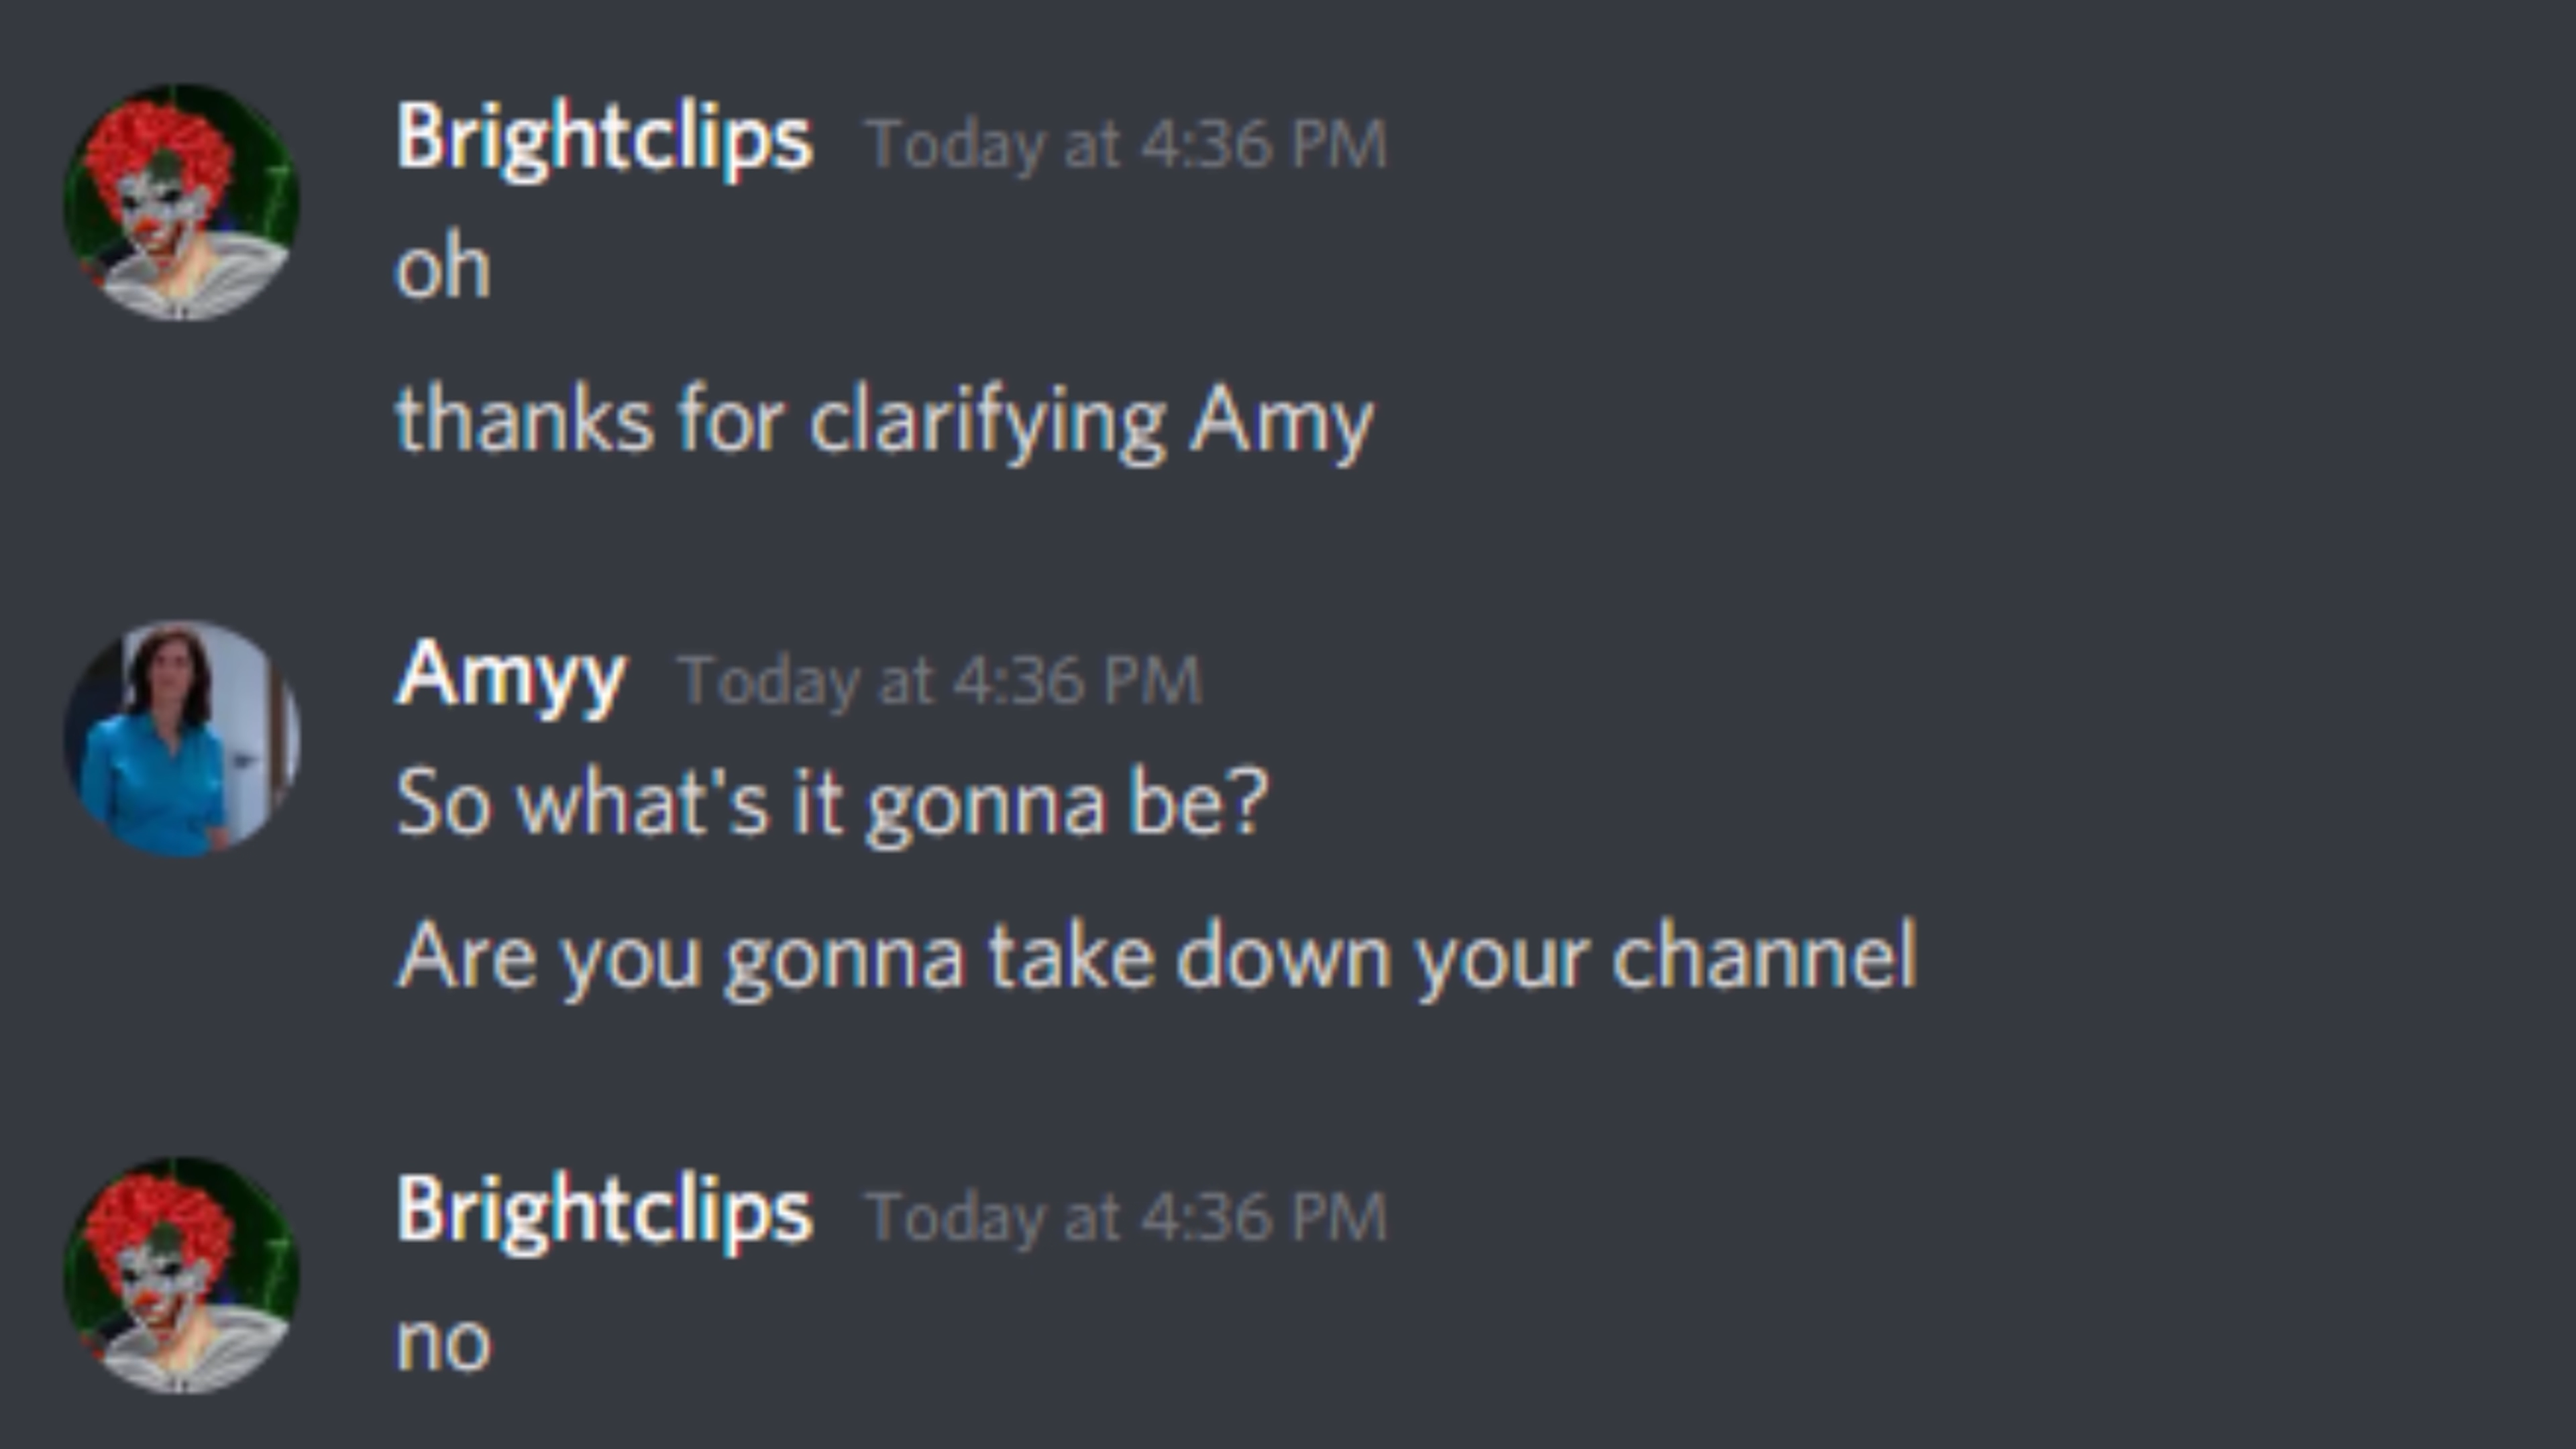 Brightclips Today at 4:36 PM
oh
thanks for clarifying Amy
Amyy Today at 4:36 PM
So what's it gonna be?
Are you gonna take down your channel
Brightclips Today at 4:36 PM
no